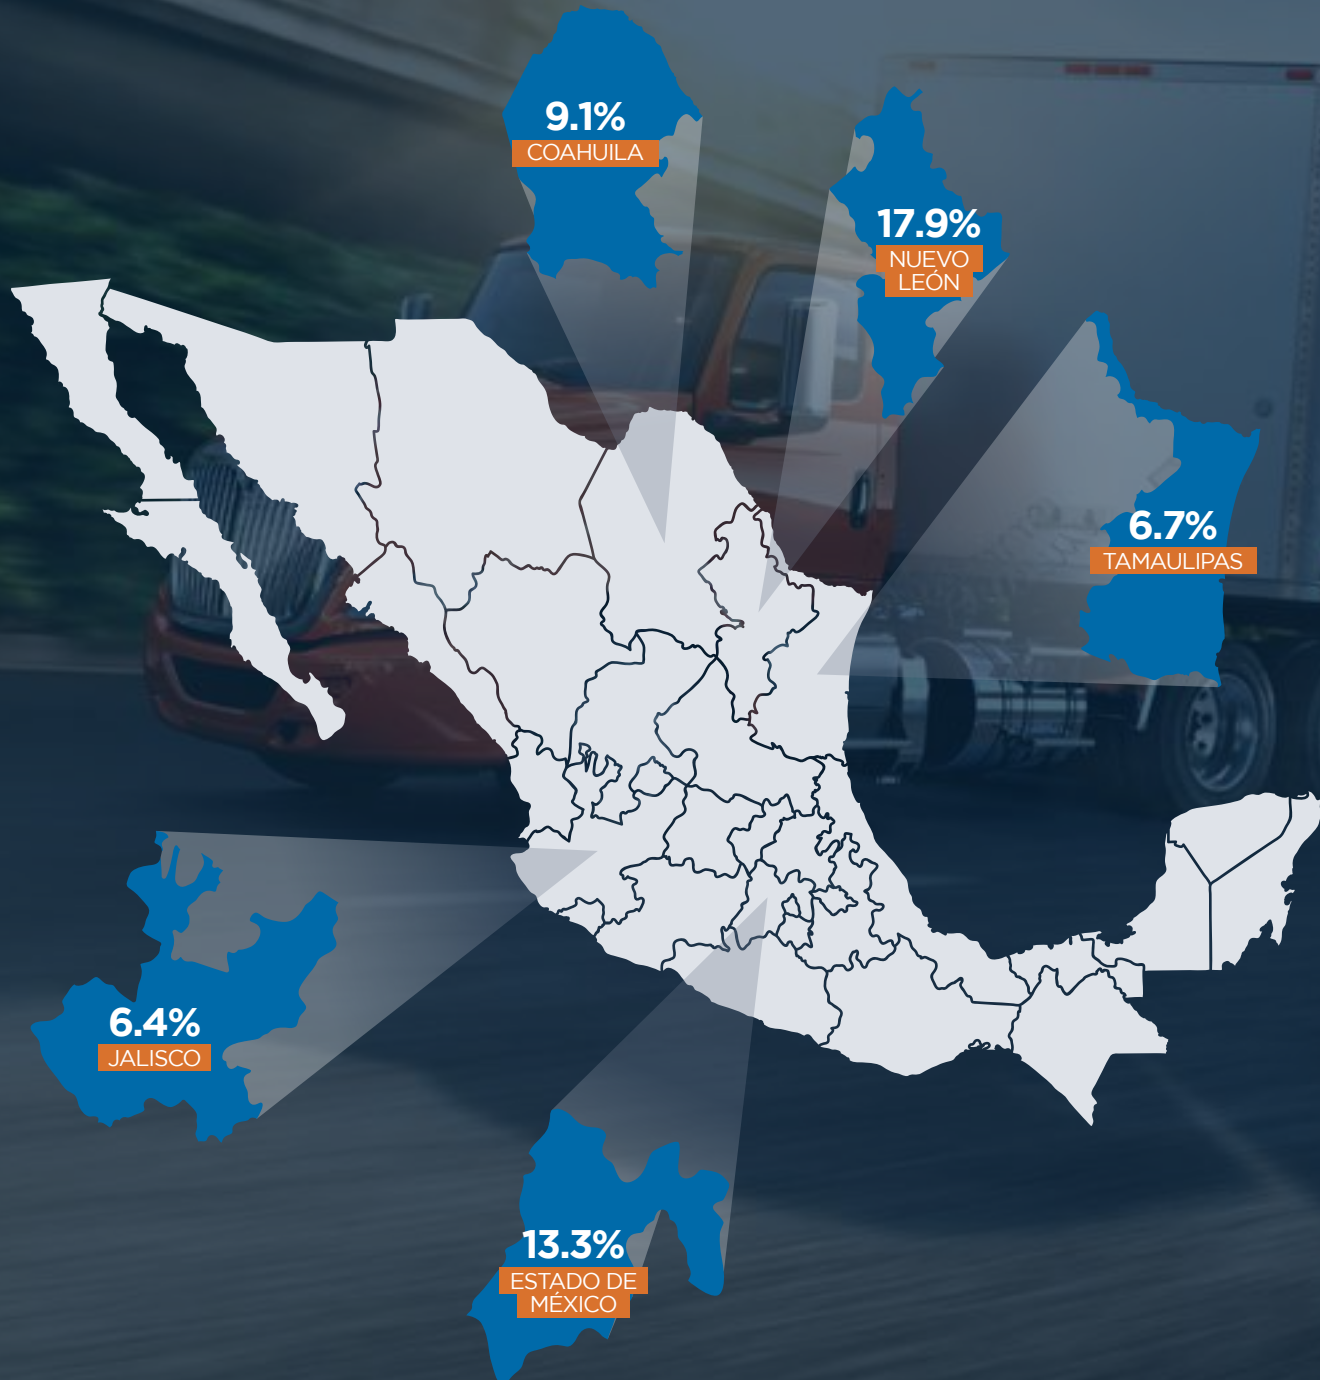 9.1%
COAHUILA
17.9%
NUEVO
LEÓN
6.7%
TAMAULIPAS
6.4%
JALISCO
13.3%
ESTADO DE
MÉXICO